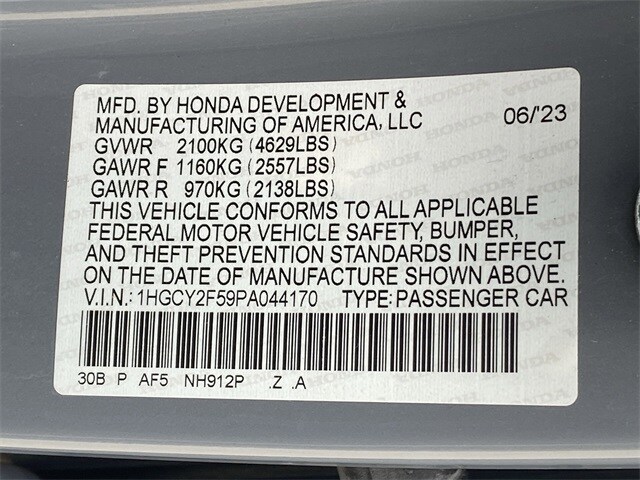 MFD. BY HONDA DEVELOPMENT &
MANUFACTURING OF AMERICA, LLC 06/'23
GVWR 2100KG (4629LBS)
GAWR F 1160KG (2557LBS)
GAWR R 970KG (2138LBS)
THIS VEHICLE CONFORMS TO ALL APPLICABLE
FEDERAL MOTOR VEHICLE SAFETY, BUMPER,
AND THEFT PREVENTION STANDARDS IN EFFECT
ON THE DATE OF MANUFACTURE SHOWN ABOVE.
V.I.N.: 1HGCY2F59PA044170 TYPE: PASSENGER CAR
30B P AF5 NH912P .Z .A